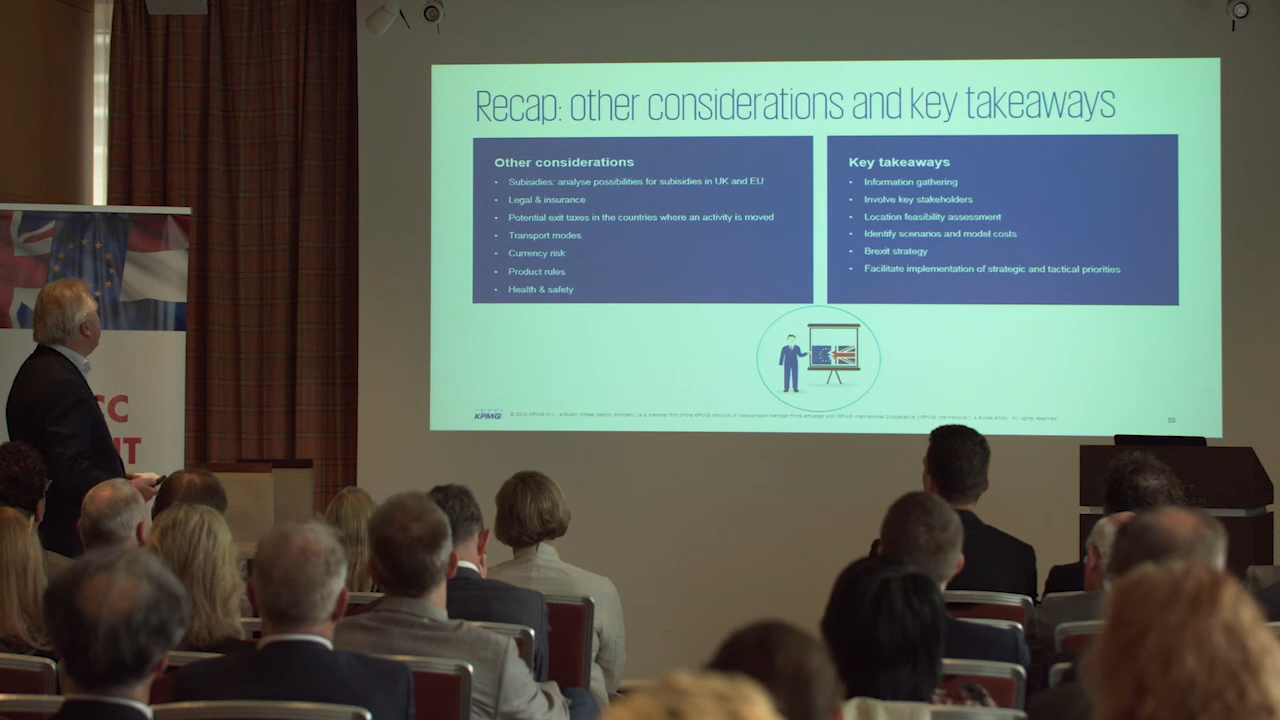 Recap: other considerations and key takeaways
Other considerations
• Subisidies: analyse possibilities for subisidies in UK and EU
• Legal & insurance
• Potential exit taxes in the countries where an activity is moved
• Transport modes
• Currency risk
• Product rules
• Health & safety
Key takeaways
• Information gathering
• Involve key stakeholders
• Location feasibility assessment
• Identify scenarios and model costs
• Brexit strategy
• Facilitate implementation of strategic and tactical priorities
KPMG